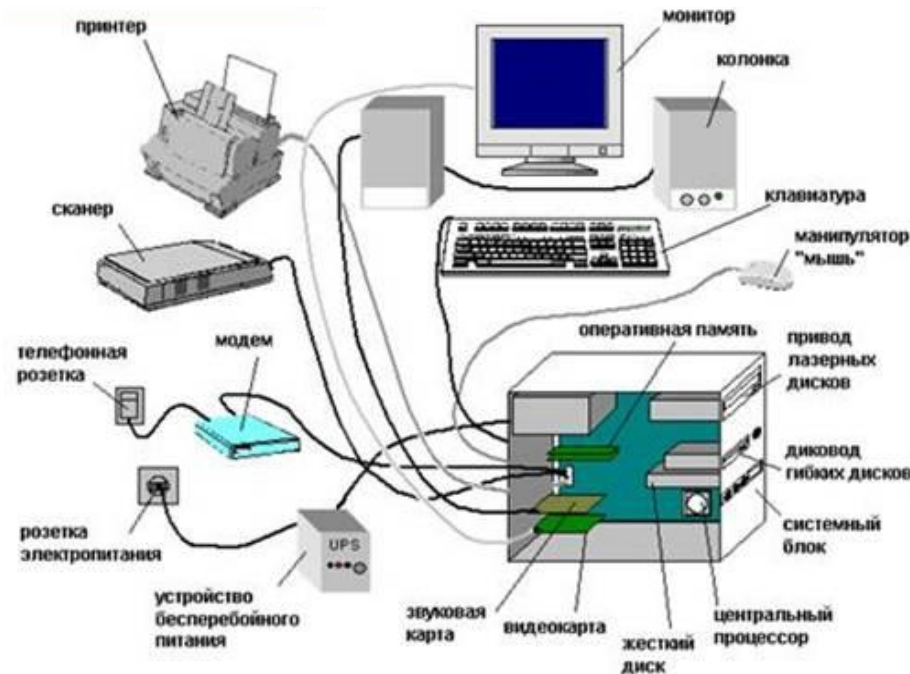 принтер
монитор
колонка
сканер
клавиатура
манипулятор
"мышь"
телефонная
розетка
модем
оперативная память
привод
лазерных
дисков
диковод
гибких дисков
розетка
электропитания
UPS
системный
блок
устройство
бесперебойного
питания
звуковая
карта
видеокарта
жесткий
диск
центральный
процессор